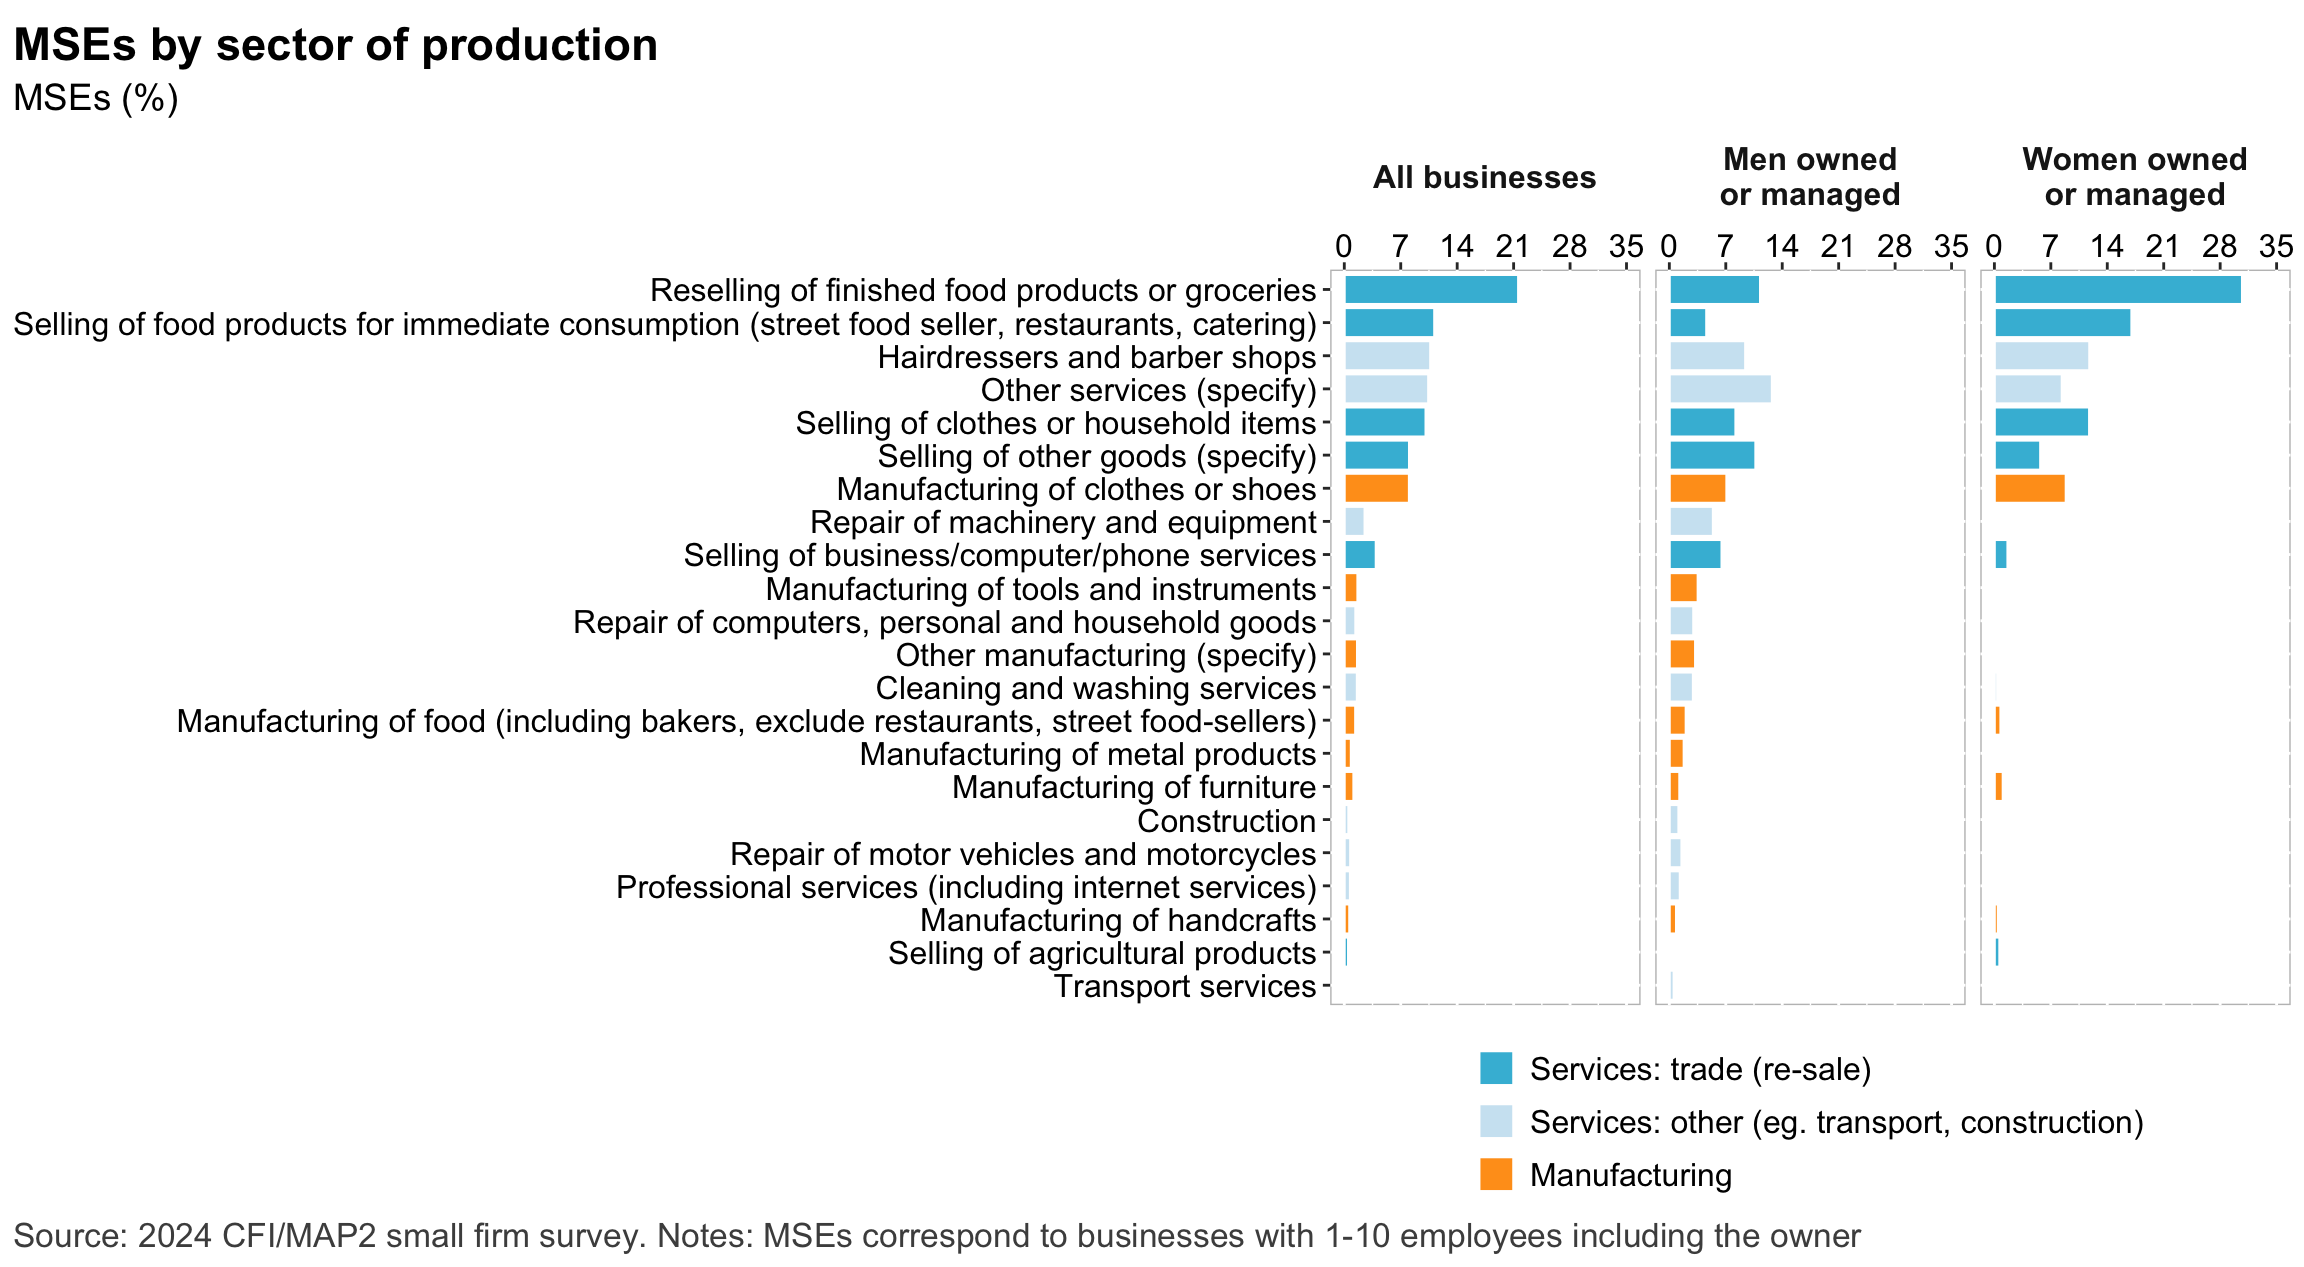 MSEs by sector of production
MSEs (%)
All businesses
Men owned
or managed
Women owned
or managed
0 7 14 21 28 35
0 7 14 21 28 35
0 7 14 21 28 35
Reselling of finished food products or groceries
Selling of food products for immediate consumption (street food seller, restaurants, catering)
Hairdressers and barber shops
Other services (specify)
Selling of clothes or household items
Selling of other goods (specify)
Manufacturing of clothes or shoes
Repair of machinery and equipment
Selling of business/computer/phone services
Manufacturing of tools and instruments
Repair of computers, personal and household goods
Other manufacturing (specify)
Cleaning and washing services
Manufacturing of food (including bakers, exclude restaurants, street food-sellers)
Manufacturing of metal products
Manufacturing of furniture
Construction
Repair of motor vehicles and motorcycles
Professional services (including internet services)
Manufacturing of handcrafts
Selling of agricultural products
Transport services
Services: trade (re-sale)
Services: other (eg. transport, construction)
Manufacturing
Source: 2024 CFI/MAP2 small firm survey. Notes: MSEs correspond to businesses with 1-10 employees including the owner